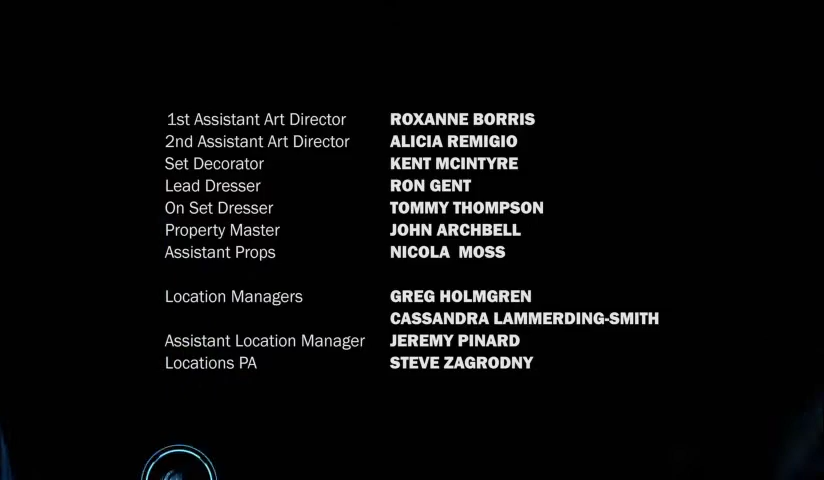 1st Assistant Art Director ROXANNE BORRIS
2nd Assistant Art Director ALICIA REMIGIO
Set Decorator KENT MCINTYRE
Lead Dresser RON GENT
On Set Dresser TOMMY THOMPSON
Property Master JOHN ARCHBELL
Assistant Props NICOLA MOSS
Location Managers GREG HOLMGREN
CASSANDRA LAMMERDING-SMITH
Assistant Location Manager JEREMY PINARD
Locations PA STEVE ZAGRODNY